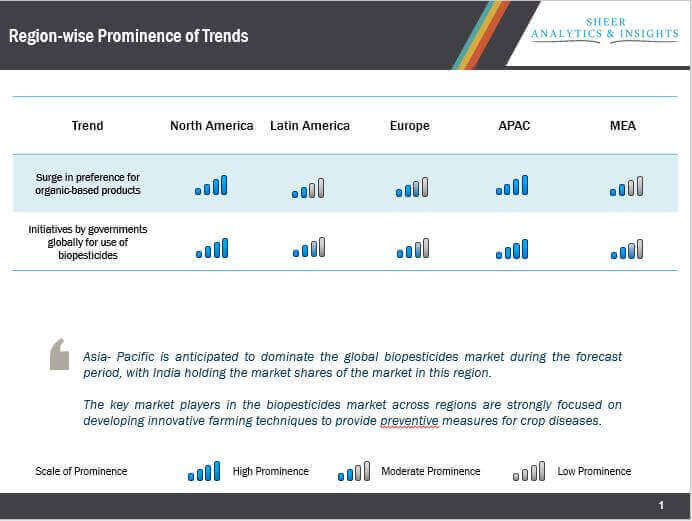 Region-wise Prominence of Trends
SHEER
ANALYTICS & INSIGHTS
Trend North America Latin America Europe APAC MEA
Surge in preference for
organic-based products
Initiatives by governments
globally for use of
biopesticides
Asia- Pacific is anticipated to dominate the global biopesticides market during the forecast
period, with India holding the market shares of the market in this region.
The key market players in the biopesticides market across regions are strongly focused on
developing innovative farming techniques to provide preventive measures for crop diseases.
Scale of Prominence High Prominence Moderate Prominence Low Prominence
1